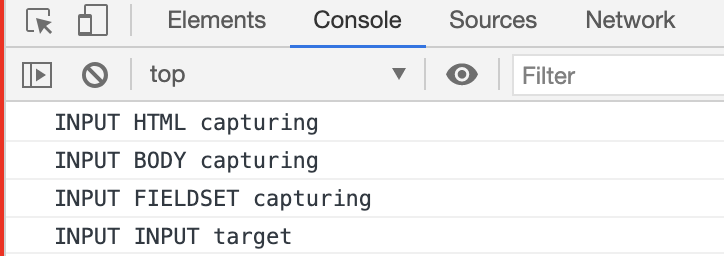 Elements Console Sources Network
top Filter
INPUT HTML capturing
INPUT BODY capturing
INPUT FIELDSET capturing
INPUT INPUT target